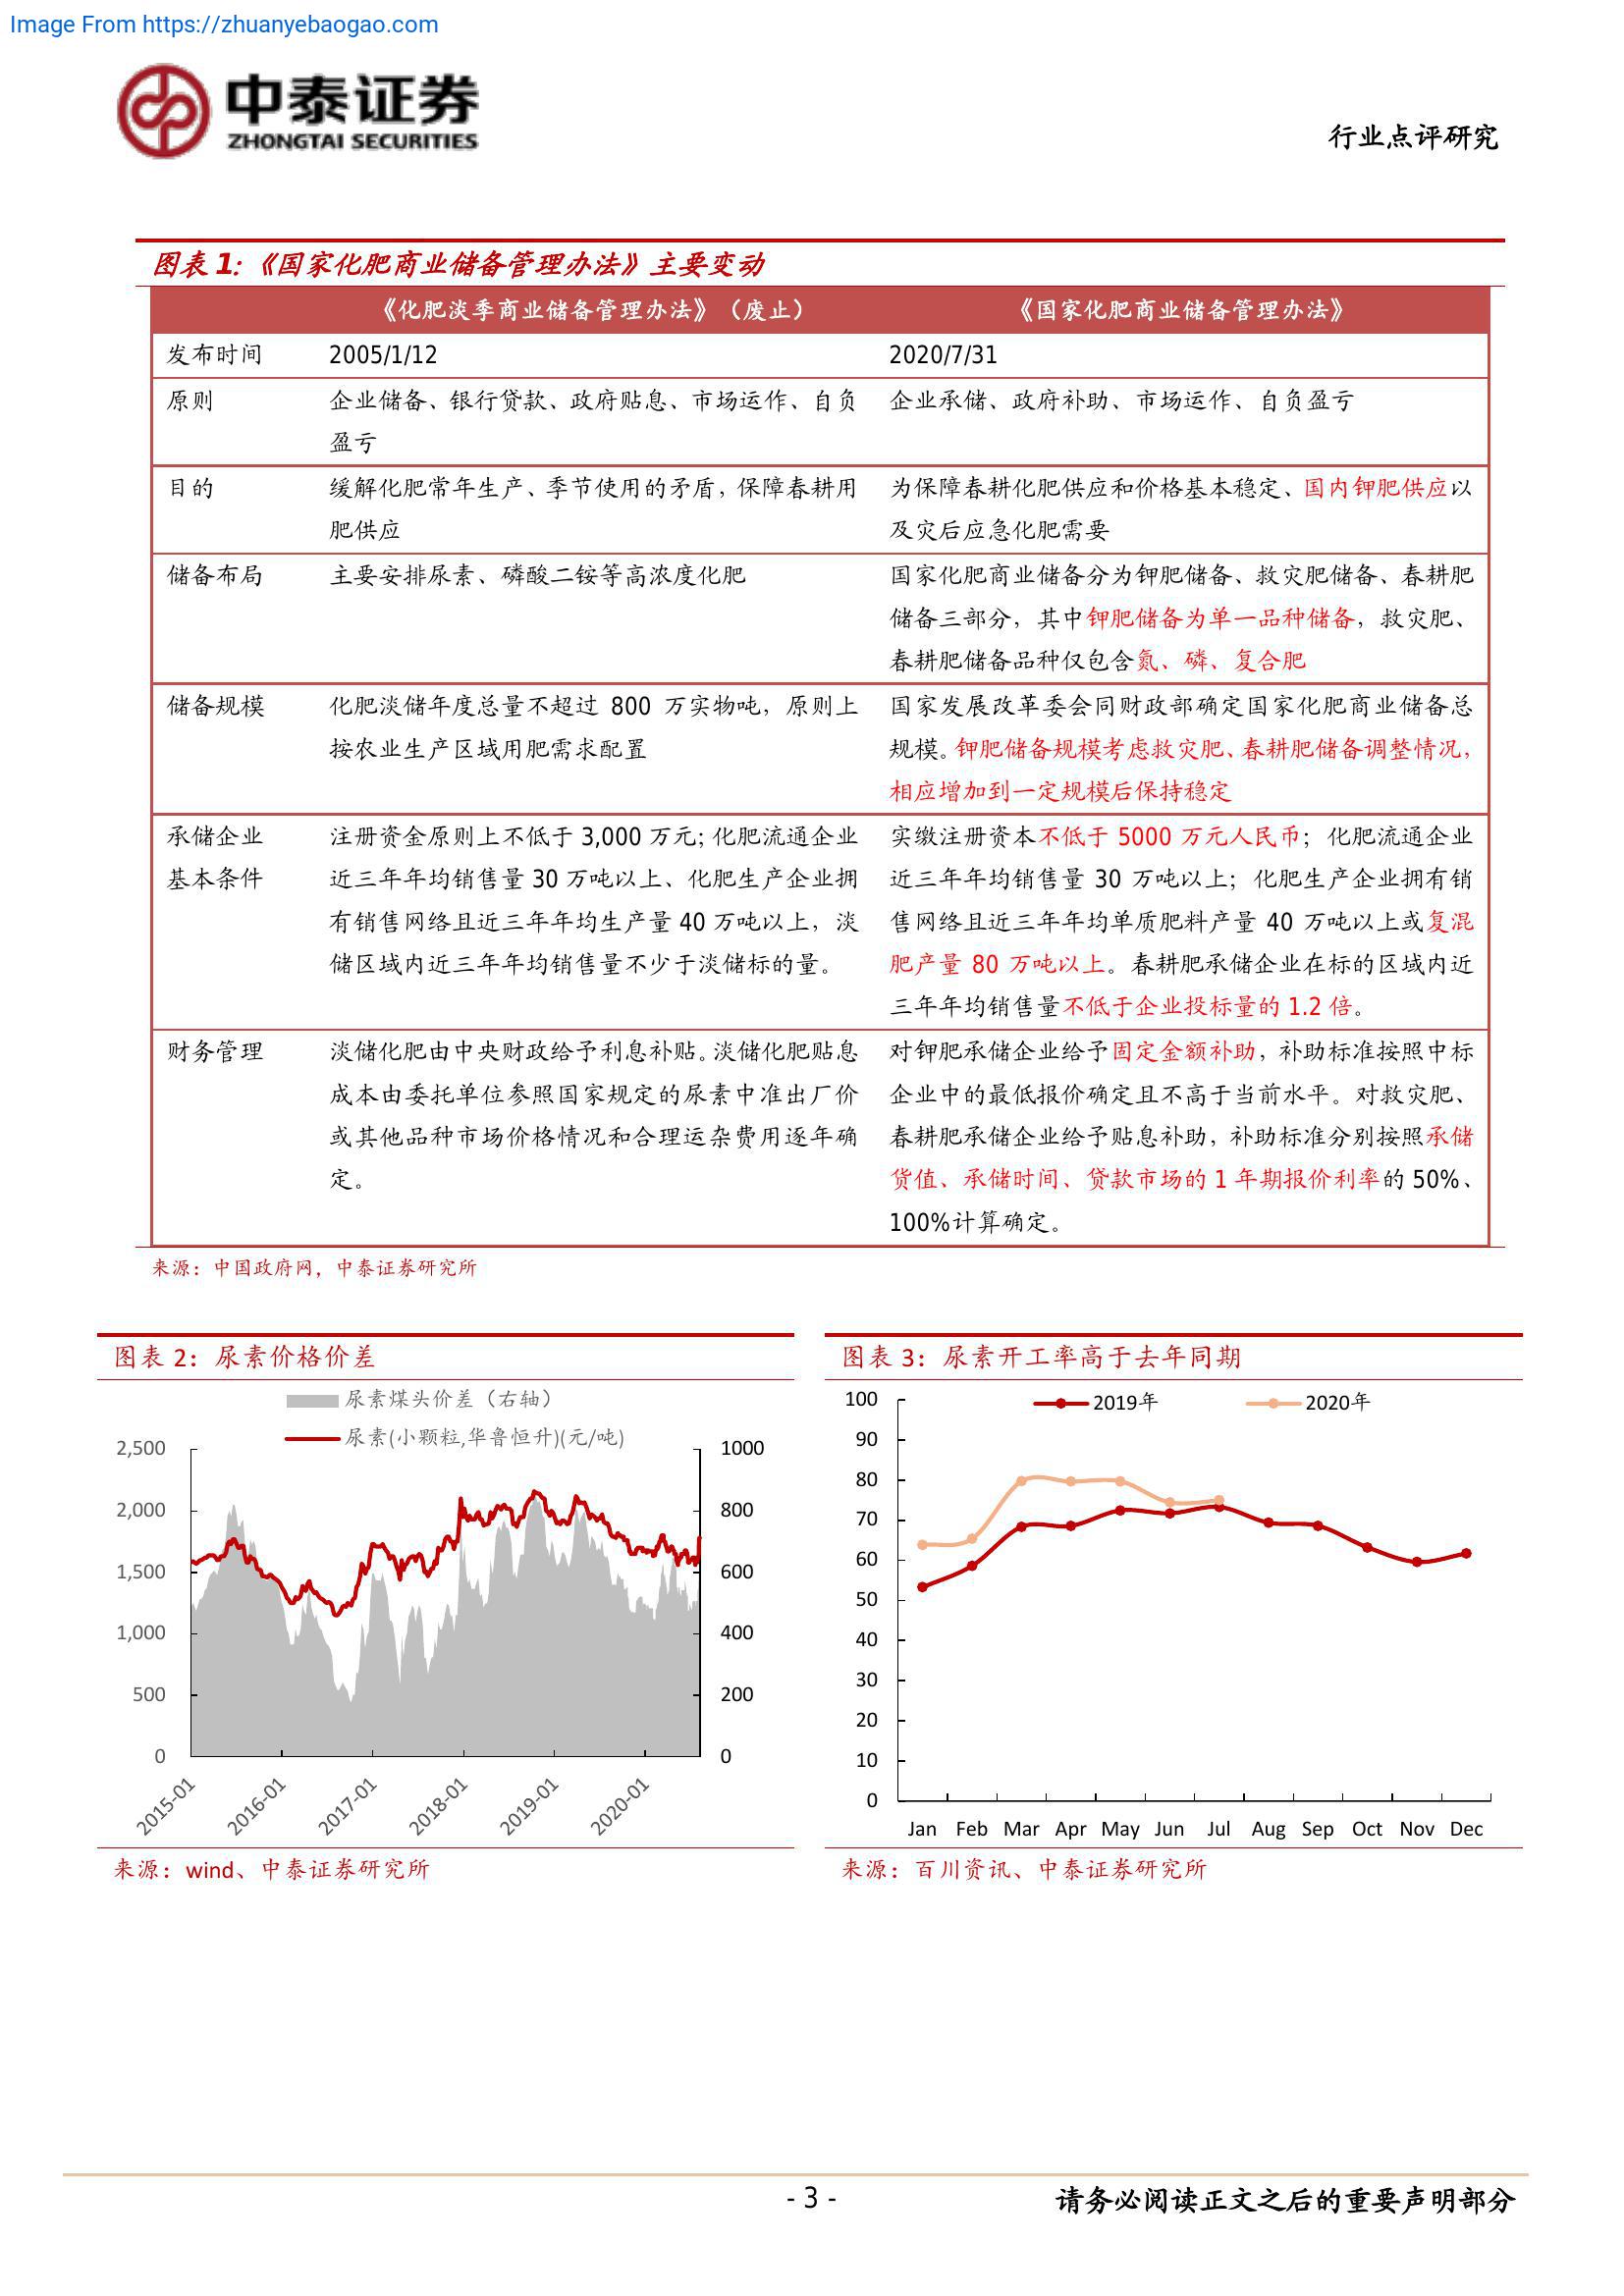 Image From https://zhuanyebaogao.com
中泰证券
ZHONGTAI SECURITIES
行业点评研究
图表 1：《国家化肥商业储备管理办法》主要变动
《化肥淡季商业储备管理办法》（废止）
《国家化肥商业储备管理办法》
发布时间
2005/1/12
2020/7/31
原则
企业储备、银行贷款、政府贴息、市场运作、自负
盈亏
企业承储、政府补助、市场运作、自负盈亏
目的
缓解化肥常年生产、季节使用的矛盾，保障春耕用
肥供应
为保障春耕化肥供应和价格基本稳定、国内钾肥供应以
及灾后应急化肥需要
储备布局
主要安排尿素、磷酸二铵等高浓度化肥
国家化肥商业储备分为钾肥储备、救灾肥储备、春耕肥
储备三部分，其中钾肥储备为单一品种储备，救灾肥、
春耕肥储备品种仅包含氮、磷、复合肥
储备规模
化肥淡储年度总量不超过 800 万实物吨，原则上
按农业生产区域用肥需求配置
国家发展改革委会同财政部确定国家化肥商业储备总
规模。钾肥储备规模考虑救灾肥、春耕肥储备调整情况，
相应增加到一定规模后保持稳定
承储企业
基本条件
注册资金原则上不低于 3,000 万元；化肥流通企业
近三年年均销售量 30 万吨以上、化肥生产企业拥
有销售网络且近三年年均生产量 40 万吨以上，淡
储区域内近三年年均销售量不少于淡储标的量。
实缴注册资本不低于 5000 万元人民币；化肥流通企业
近三年年均销售量 30 万吨以上；化肥生产企业拥有销
售网络且近三年年均单质肥料产量 40 万吨以上或复混
肥产量 80 万吨以上。春耕肥承储企业在标的区域内近
三年年均销售量不低于企业投标量的 1.2 倍。
财务管理
淡储化肥由中央财政给予利息补贴。淡储化肥贴息
成本由委托单位参照国家规定的尿素中准出厂价
或其他品种市场价格情况和合理运杂费用逐年确
定。
对钾肥承储企业给予固定金额补助，补助标准按照中标
企业中的最低报价确定且不高于当前水平。对救灾肥、
春耕肥承储企业给予贴息补助，补助标准分别按照承储
货值、承储时间、贷款市场的 1 年期报价利率的 50%、
100%计算确定。
来源：中国政府网，中泰证券研究所
图表 2：尿素价格价差
尿素煤头价差（右轴）
尿素(小颗粒,华鲁恒升)(元/吨)
2,500
2,000
1,500
1,000
500
0
1000
800
600
400
200
0
2015-01
2016-01
2017-01
2018-01
2019-01
2020-01
来源：wind、中泰证券研究所
图表 3：尿素开工率高于去年同期
2019年
2020年
100
90
80
70
60
50
40
30
20
10
0
Jan Feb Mar Apr May Jun Jul Aug Sep Oct Nov Dec
来源：百川资讯、中泰证券研究所
- 3 -
请务必阅读正文之后的重要声明部分